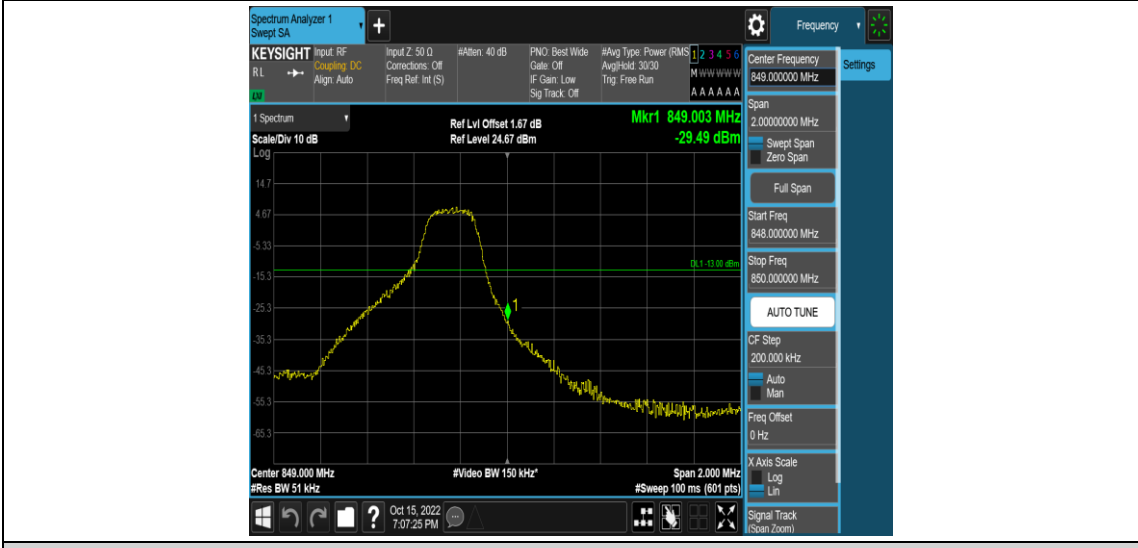 Spectrum Analyzer 1
Swept SA
+
Frequency
KEYSIGHT
Input: RF
Input Z: 50 Ω
#Atten: 40 dB
PNO: Best Wide
#Avg Type: Power (RMS
1 2 3 4 5 6
RL
Coupling: DC
Corrections: Off
Gate: Off
Avg|Hold: 30/30
M W W W W W
Align: Auto
Freq Ref: Int (S)
IF Gain: Low
Trig: Free Run
Sig Track: Off
A A A A A A
1 Spectrum
Ref Lvl Offset 1.67 dB
Mkr1 849.003 MHz
Scale/Div 10 dB
Ref Level 24.67 dBm
-29.49 dBm
Log
14.7
4.67
-5.33
DL1 -13.00 dBm
-15.3
-25.3
1
-35.3
-45.3
-55.3
-65.3
Center 849.000 MHz
#Video BW 150 kHz*
Span 2.000 MHz
#Res BW 51 kHz
#Sweep 100 ms (601 pts)
?
Oct 15, 2022
7:07:25 PM
Settings
Center Frequency
849.000000 MHz
Span
2.00000000 MHz
Swept Span
Zero Span
Full Span
Start Freq
848.000000 MHz
Stop Freq
850.000000 MHz
AUTO TUNE
CF Step
200.000 kHz
Auto
Man
Freq Offset
0 Hz
X Axis Scale
Log
Lin
Signal Track
(Span Zoom)